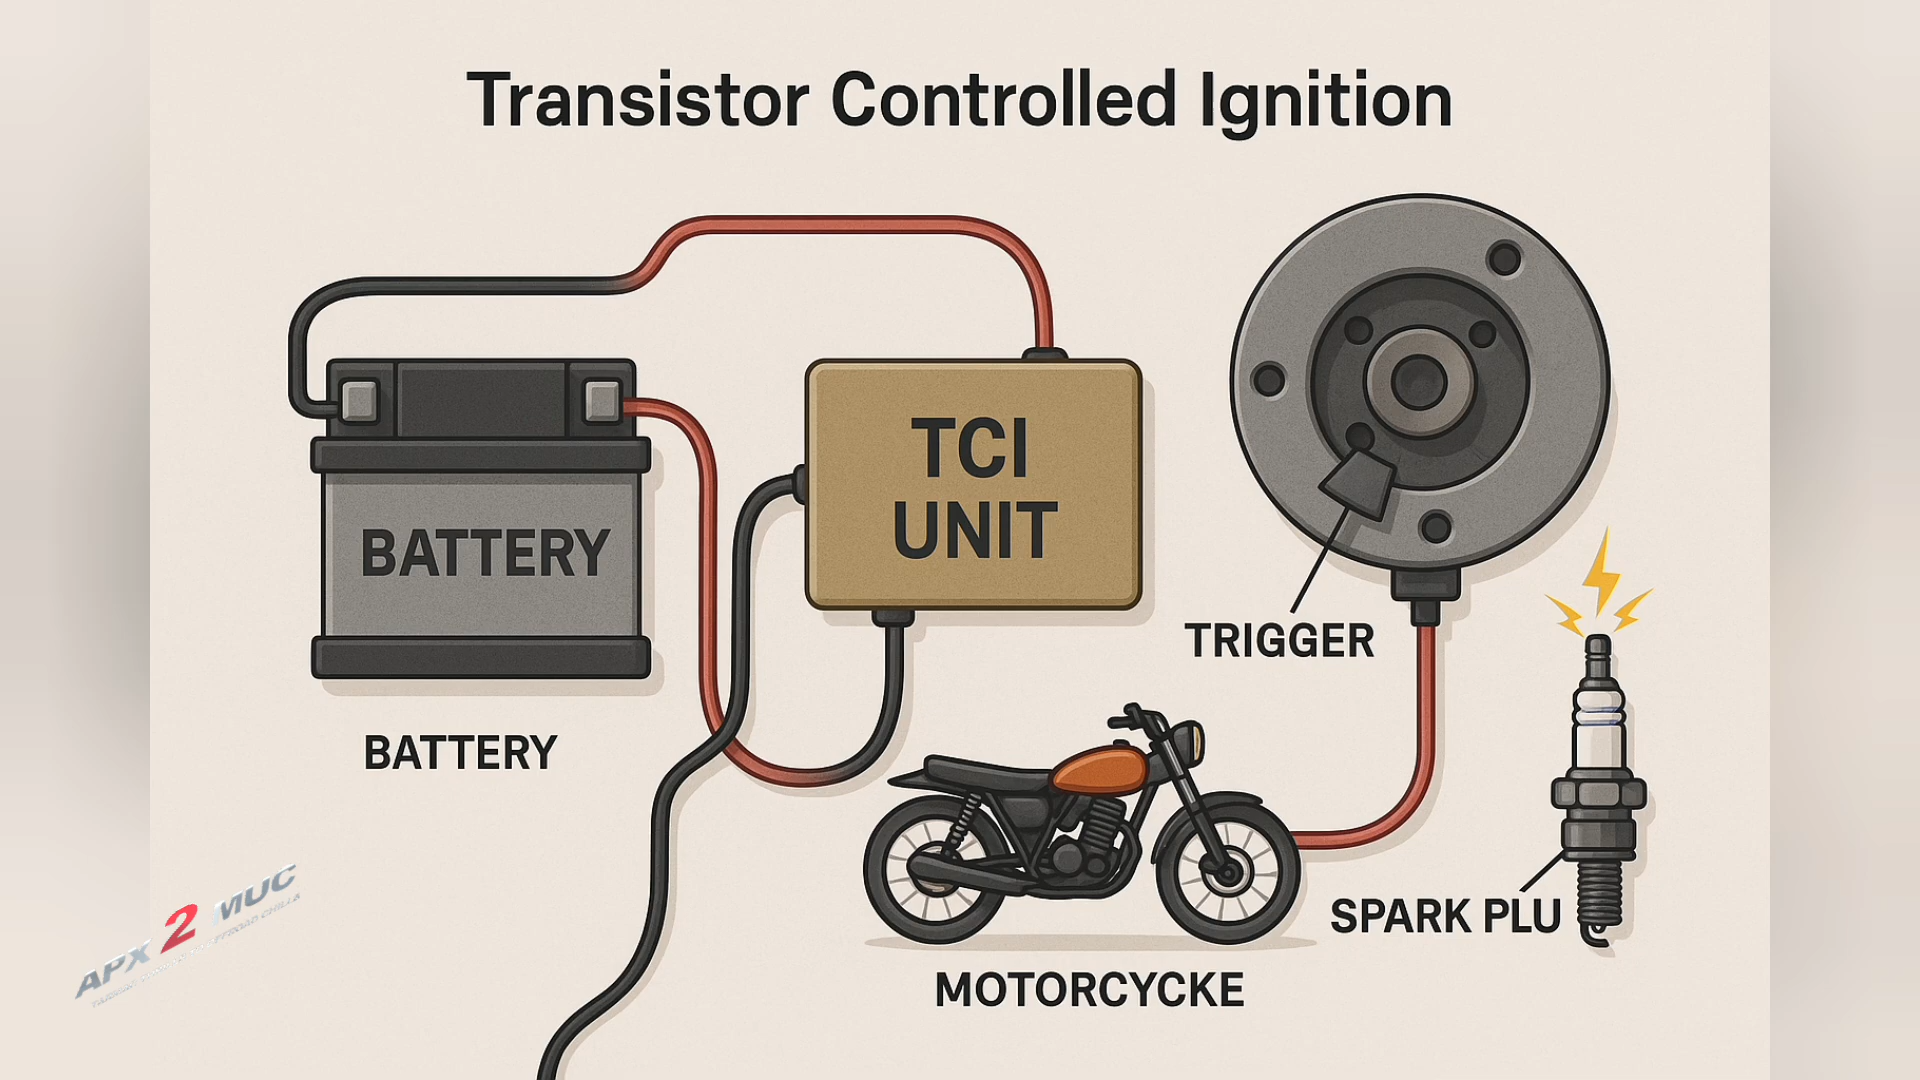 Transistor Controlled Ignition
BATTERY
TCI
UNIT
TRIGGER
BATTERY
SPARK PLU
MOTORCYCKE
APX 2 MUC